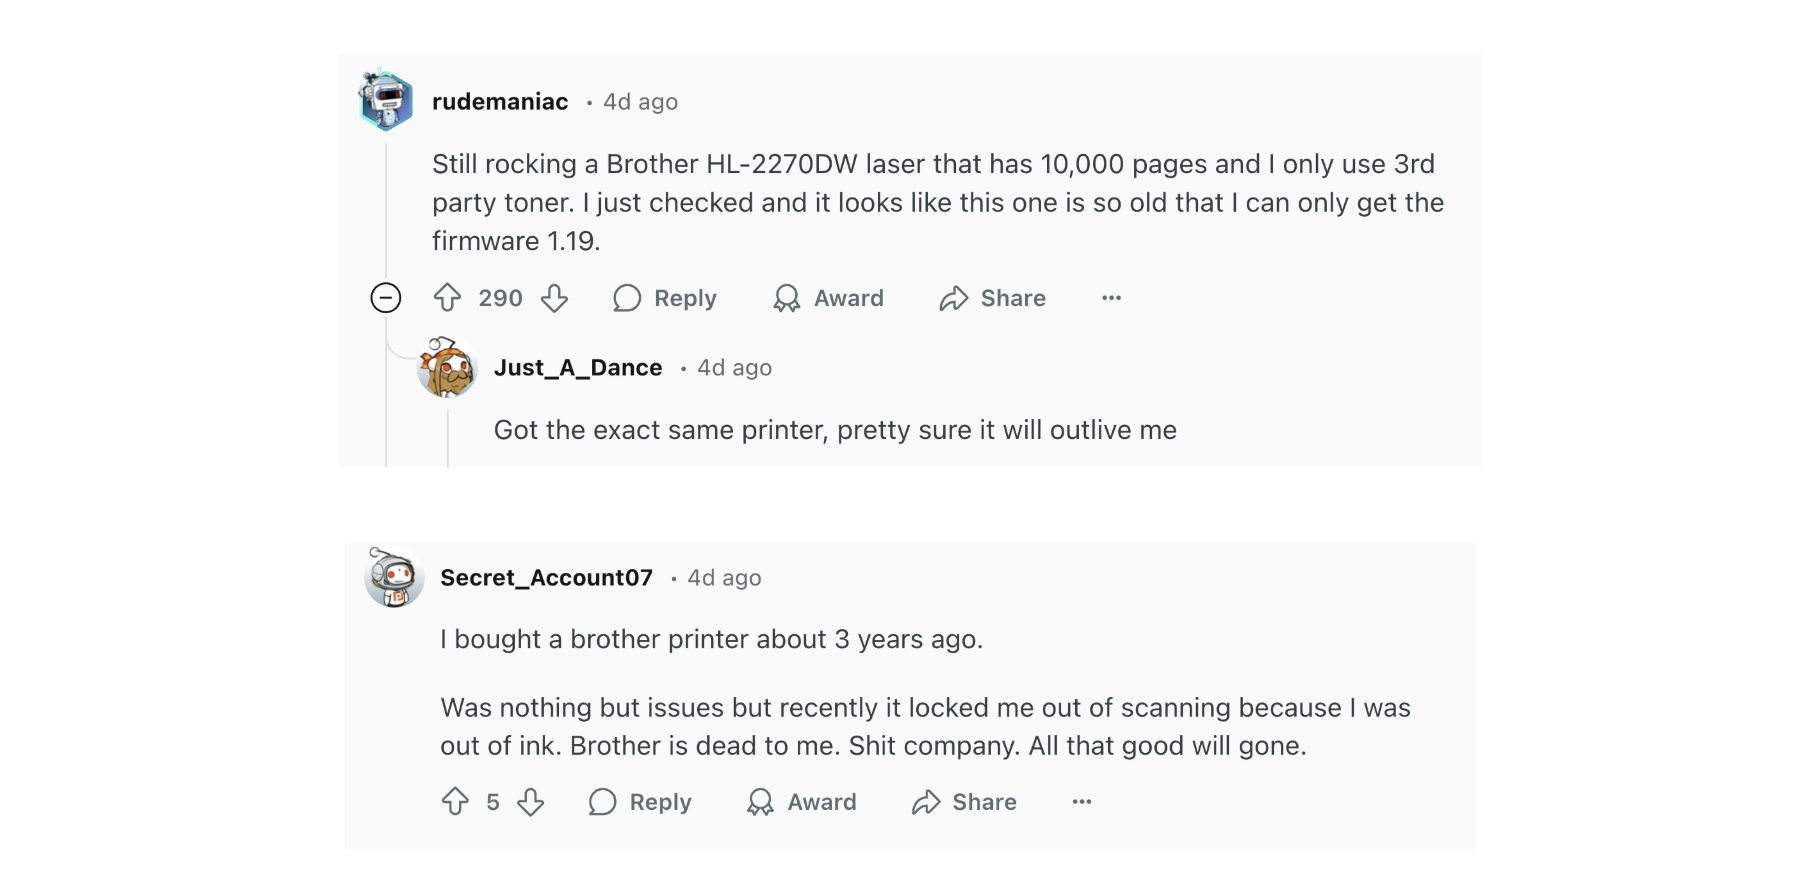 rudemaniac • 4d ago
Still rocking a Brother HL-2270DW laser that has 10,000 pages and I only use 3rd
party toner. I just checked and it looks like this one is so old that I can only get the
firmware 1.19.
290 Reply Award Share ...
Just_A_Dance • 4d ago
Got the exact same printer, pretty sure it will outlive me
Secret_Account07 • 4d ago
I bought a brother printer about 3 years ago.
Was nothing but issues but recently it locked me out of scanning because I was
out of ink. Brother is dead to me. Shit company. All that good will gone.
5 Reply Award Share ...